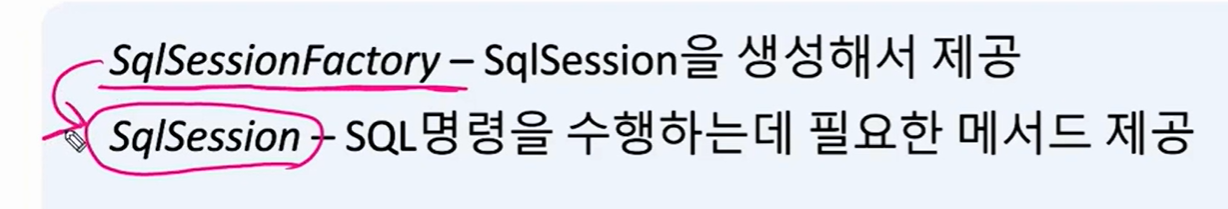 SqlSessionFactory – SqlSession을 생성해서 제공
SqlSession – SQL명령을 수행하는데 필요한 메서드 제공